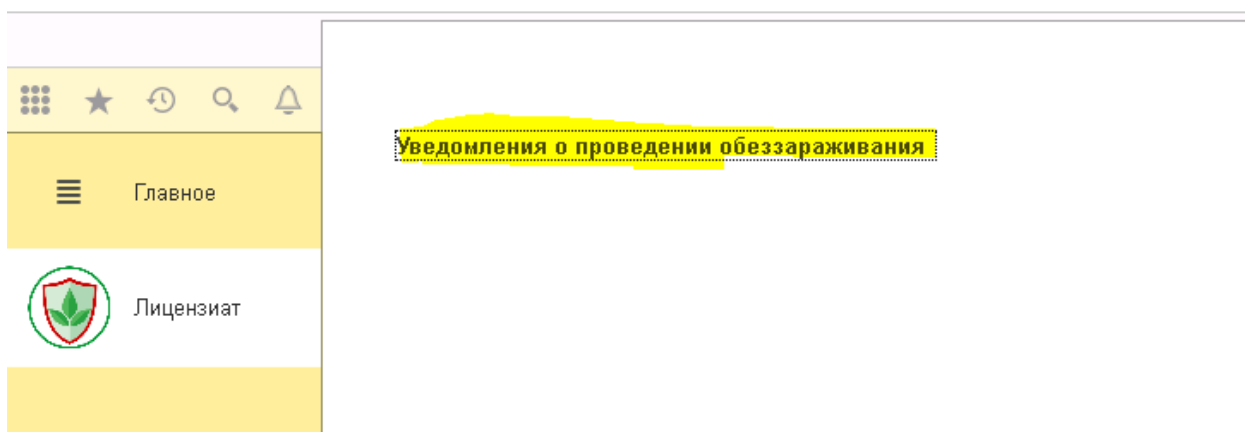 Уведомления о проведении обеззараживания
Главное
Лицензиат